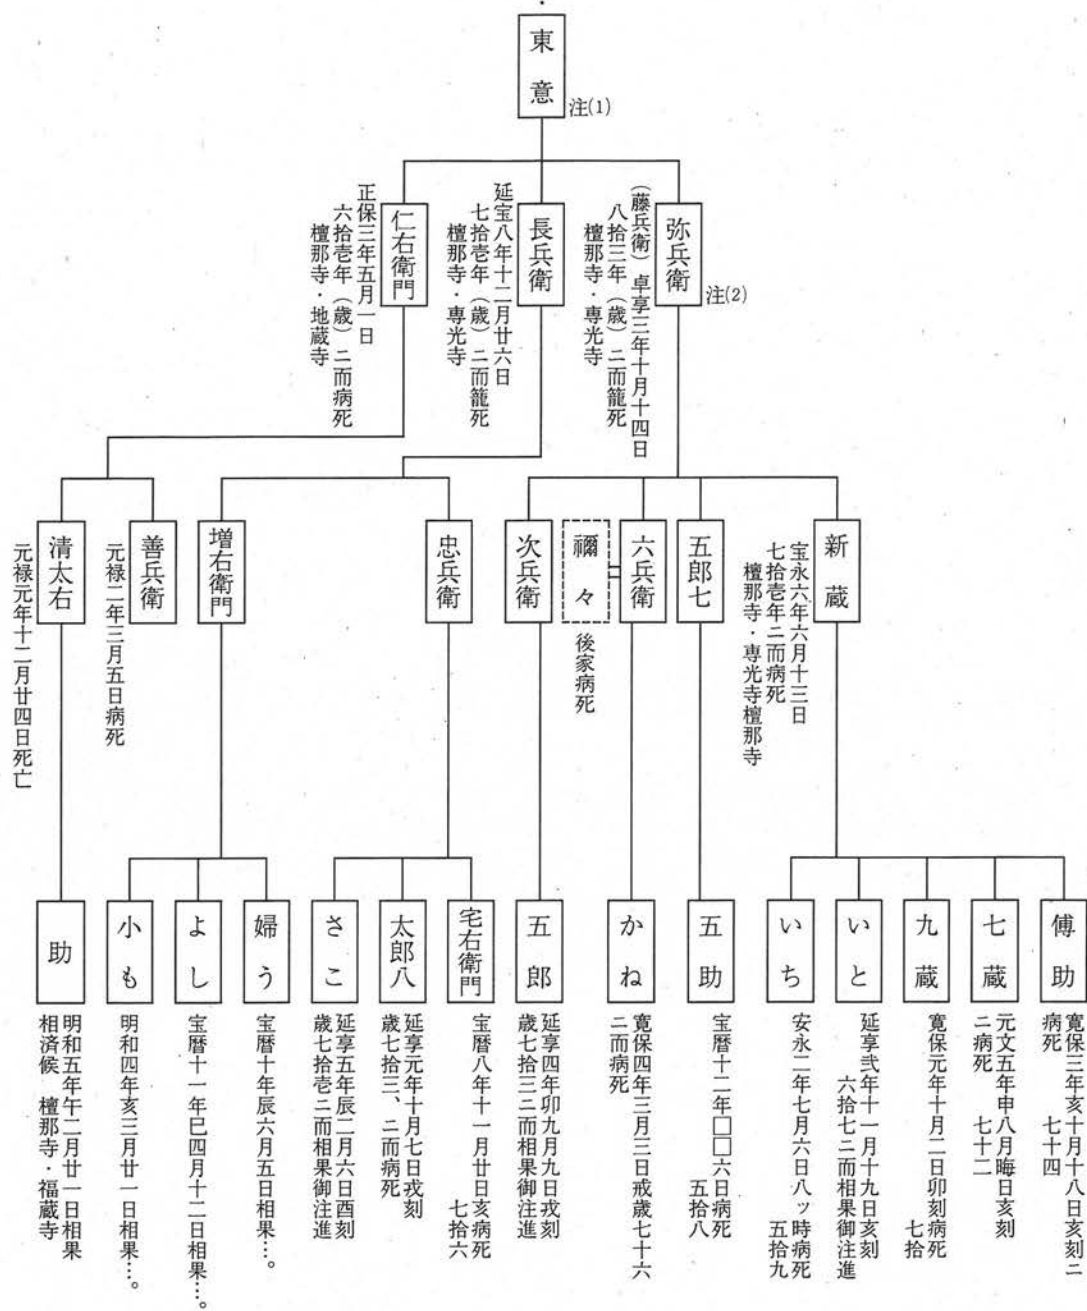 東意
注(1)
弥兵衛
注(2)
(藤兵衛) 卓享三年十月十四日
八拾三年(歳)ニ而籠死
檀那寺・専光寺
長兵衛
延宝八年十二月廿六日
七拾壱年(歳)ニ而籠死
檀那寺・専光寺
仁右衛門
正保三年五月一日
六拾壱年(歳)ニ而病死
檀那寺・地蔵寺
新蔵
宝永六年六月十三日
七拾壱年ニ而病死
檀那寺・専光寺檀那寺
五郎七
六兵衛
禰々
後家病死
次兵衛
忠兵衛
増右衛門
善兵衛
元禄二年三月五日病死
清太右
元禄元年十二月廿四日死亡
傅助
寛保三年亥十月十八日亥刻ニ
病死 七十四
七蔵
元文五年申八月晦日亥刻
ニ病死 七十二
九蔵
寛保元年十月二日卯刻病死
七拾
いと
延享弐年十一月十九日亥刻
六拾七ニ而相果御注進
いち
安永二年七月六日八ッ時病死
五拾九
五助
宝暦十二年□□六日病死
五拾八
かね
寛保四年三月三日戒歳七十六
ニ而病死
五郎
延享四年卯九月九日戌刻
歳七拾三ニ而相果御注進
宅右衛門
宝暦八年十一月廿日亥病死
七拾六
太郎八
延享元年十月七日戌刻
歳七拾三、ニ而病死
さこ
延享五年辰二月六日酉刻
歳七拾壱ニ而相果御注進
婦う
宝暦十年辰六月五日相果…。
よし
宝暦十一年巳四月十二日相果…。
小も
明和四年亥三月廿一日相果…。
助
明和五年午二月廿一日相果
相済候 檀那寺・福蔵寺